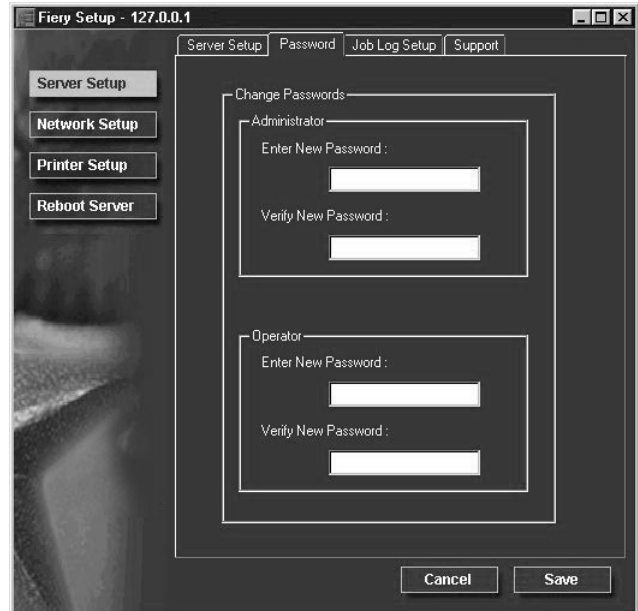 Fiery Setup - 127.0.0.1
Server Setup
Network Setup
Printer Setup
Reboot Server
Server Setup Password Job Log Setup Support
Change Passwords
Administrator
Enter New Password :
Verify New Password :
Operator
Enter New Password :
Verify New Password :
Cancel Save